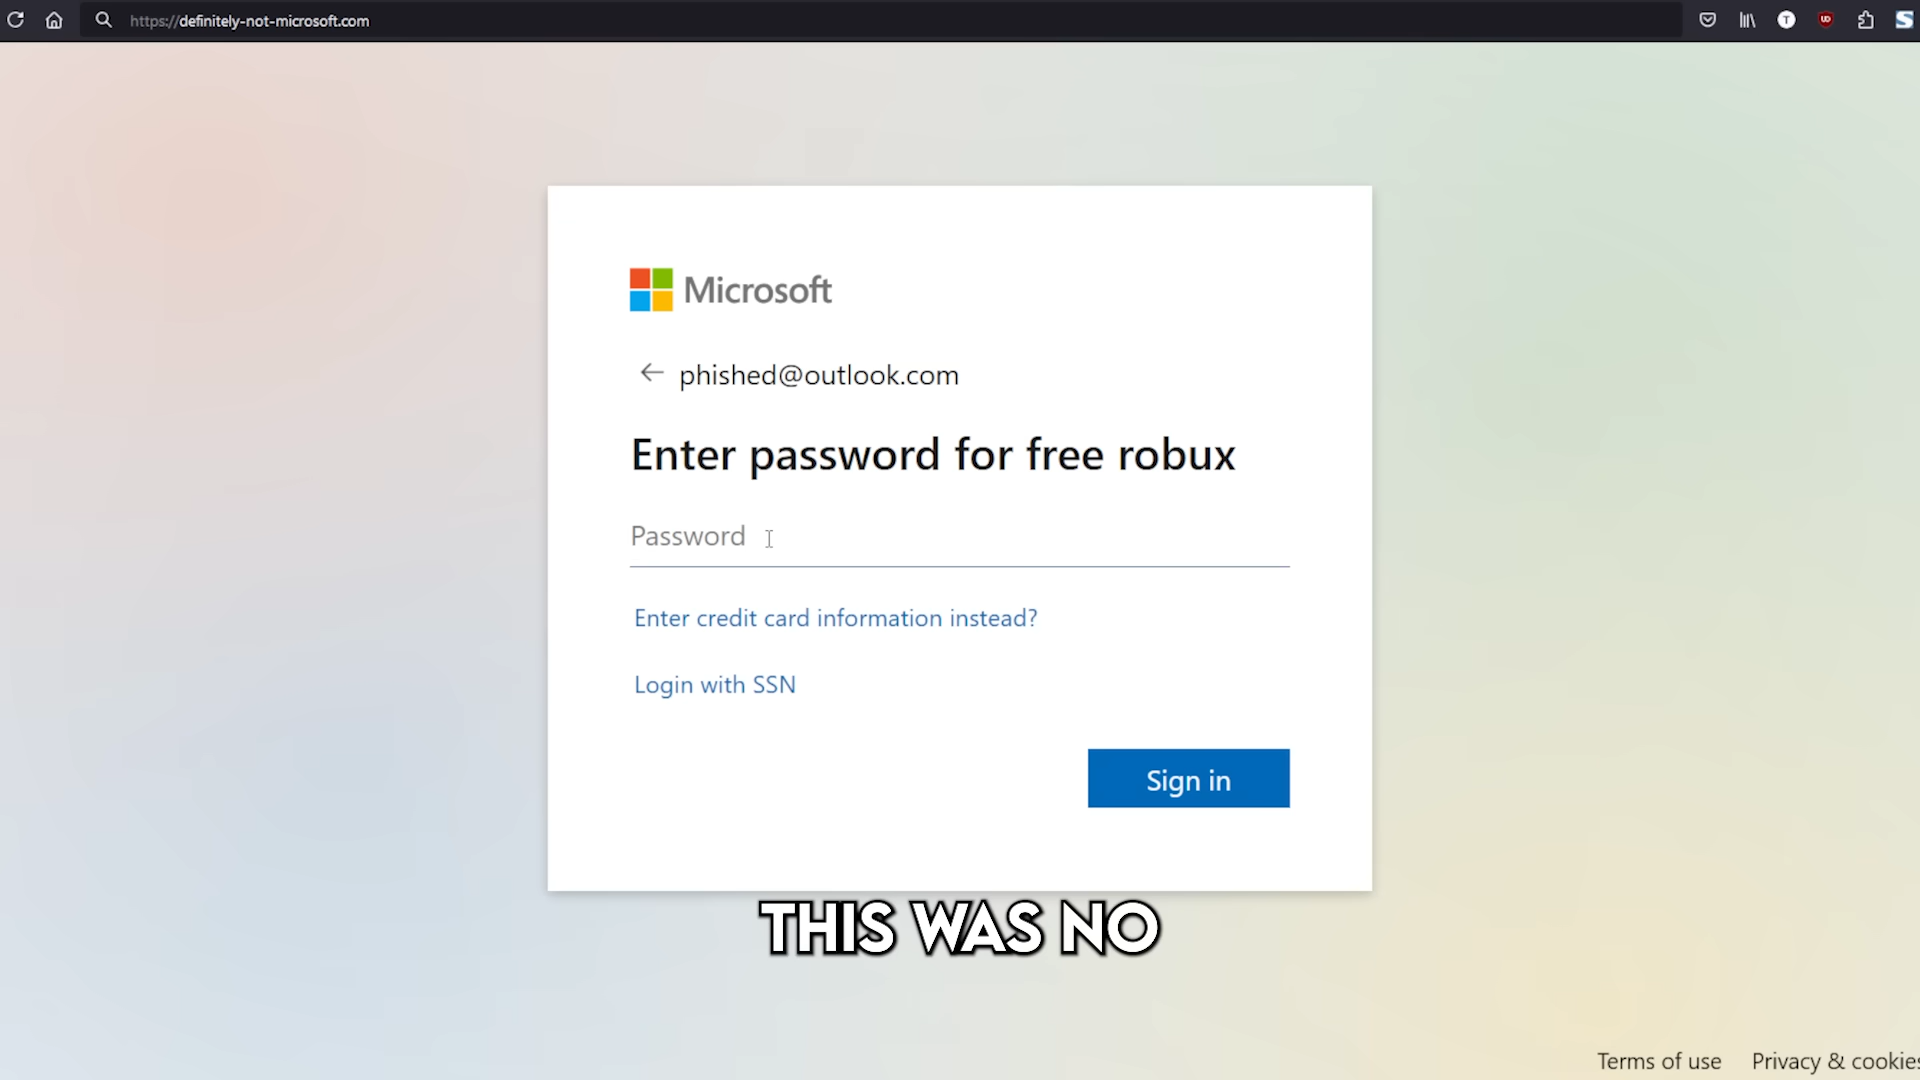 https://definitely-not-microsoft.com
T
UD
S
Microsoft
phished@outlook.com
Enter password for free robux
Password
Enter credit card information instead?
Login with SSN
Sign in
THIS WAS NO
Terms of use Privacy & cookies